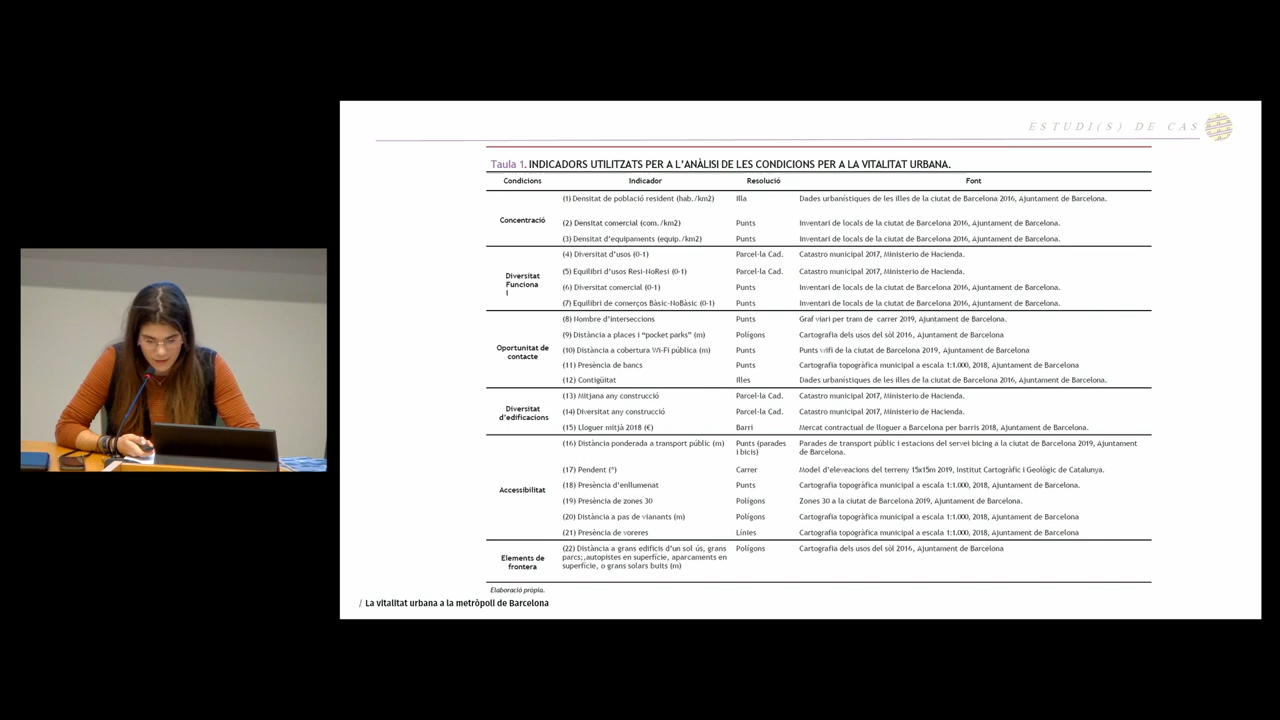 ESTUDI(S) DE CAS
Taula 1. INDICADORS UTILITZATS PER A L'ANÀLISI DE LES CONDICIONS PER A LA VITALITAT URBANA.
Condicions Indicador Resolució Font
Concentració
(1) Densitat de població resident (hab./km2) Illa Dades urbanístiques de les illes de la ciutat de Barcelona 2016, Ajuntament de Barcelona.
(2) Densitat comercial (com./km2) Punts Inventari de locals de la ciutat de Barcelona 2016, Ajuntament de Barcelona.
(3) Densitat d'equipaments (equip./km2) Punts Inventari de locals de la ciutat de Barcelona 2016, Ajuntament de Barcelona.
Diversitat
Funciona
l
(4) Diversitat d'usos (0-1) Parcel·la Cad. Catastro municipal 2017, Ministerio de Hacienda.
(5) Equilibri d'usos Resi-NoResi (0-1) Parcel·la Cad. Catastro municipal 2017, Ministerio de Hacienda.
(6) Diversitat comercial (0-1) Punts Inventari de locals de la ciutat de Barcelona 2016, Ajuntament de Barcelona.
(7) Equilibri de comerços Bàsic-NoBàsic (0-1) Punts Inventari de locals de la ciutat de Barcelona 2016, Ajuntament de Barcelona.
Oportunitat de
contacte
(8) Nombre d'interseccions Punts Graf viari per tram de carrer 2019, Ajuntament de Barcelona.
(9) Distància a places i "pocket parks" (m) Polígons Cartografia dels usos del sòl 2016, Ajuntament de Barcelona
(10) Distància a cobertura Wi-Fi pública (m) Punts Punts wifi de la ciutat de Barcelona 2019, Ajuntament de Barcelona
(11) Presència de bancs Punts Cartografia topogràfica municipal a escala 1:1.000, 2018, Ajuntament de Barcelona
(12) Contigüitat Illes Dades urbanístiques de les illes de la ciutat de Barcelona 2016, Ajuntament de Barcelona.
Diversitat
d'edificacions
(13) Mitjana any construcció Parcel·la Cad. Catastro municipal 2017, Ministerio de Hacienda.
(14) Diversitat any construcció Parcel·la Cad. Catastro municipal 2017, Ministerio de Hacienda.
(15) Lloguer mitjà 2018 (€) Barri Mercat contractual de lloguer a Barcelona per barris 2018, Ajuntament de Barcelona.
Accessibilitat
(16) Distància ponderada a transport públic (m) Punts (parades Parades de transport públic i estacions del servei bicing a la ciutat de Barcelona 2019, Ajuntament
i bicis) de Barcelona.
(17) Pendent (º) Carrer Model d'eleveacions del terreny 15x15m 2019, Institut Cartogràfic i Geològic de Catalunya.
(18) Presència d'enllumenat Punts Cartografia topogràfica municipal a escala 1:1.000, 2018, Ajuntament de Barcelona.
(19) Presència de zones 30 Polígons Zones 30 a la ciutat de Barcelona 2019, Ajuntament de Barcelona.
(20) Distància a pas de vianants (m) Polígons Cartografia topogràfica municipal a escala 1:1.000, 2018, Ajuntament de Barcelona
(21) Presència de voreres Línies Cartografia topogràfica municipal a escala 1:1.000, 2018, Ajuntament de Barcelona
Elements de
frontera
(22) Distància a grans edificis d'un sol ús, grans Polígons Cartografia dels usos del sòl 2016, Ajuntament de Barcelona
parcs;,autopistes en superfície, aparcaments en
superfície, o grans solars buits (m)
Elaboració pròpia.
/ La vitalitat urbana a la metròpoli de Barcelona